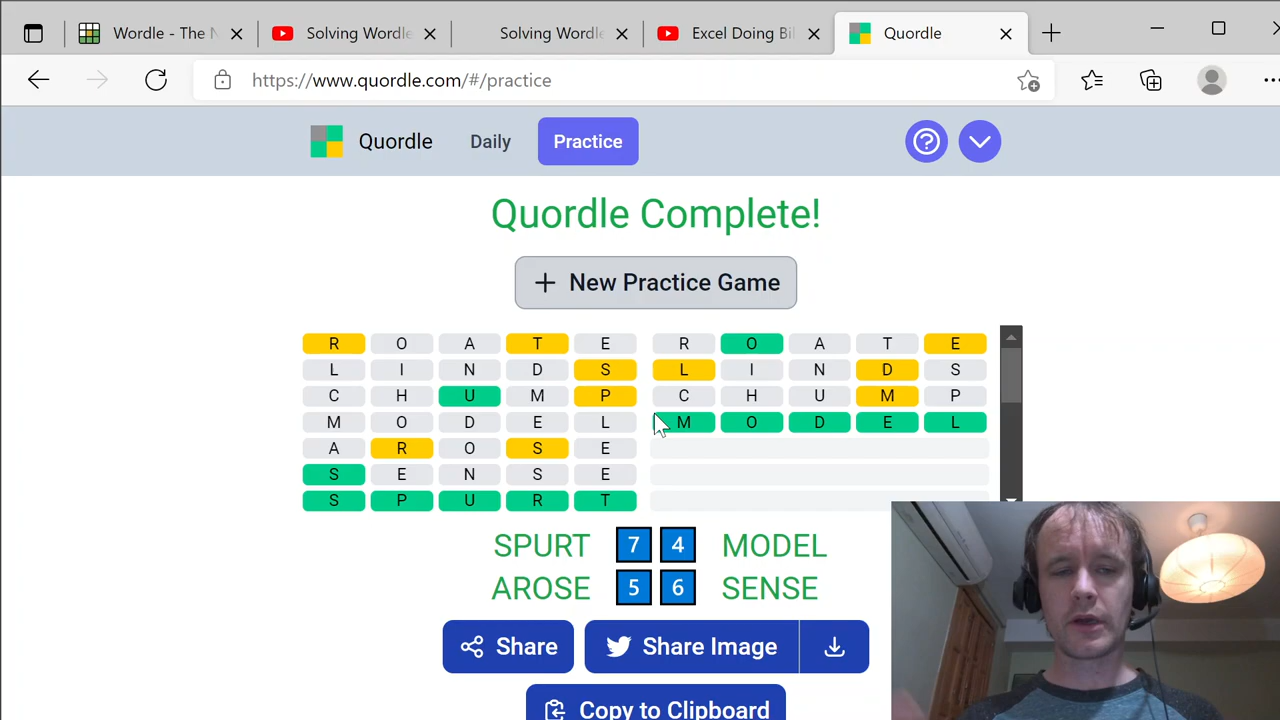 Wordle - The N
Solving Wordle
Solving Wordle
Excel Doing Bil
Quordle
https://www.quordle.com/#/practice
Quordle
Daily
Practice
Quordle Complete!
+ New Practice Game
R O A T E
R O A T E
L I N D S
L I N D S
C H U M P
C H U M P
M O D E L
M O D E L
A R O S E
S E N S E
S P U R T
SPURT 7 4 MODEL
AROSE 5 6 SENSE
Share
Share Image
Copy to Clipboard